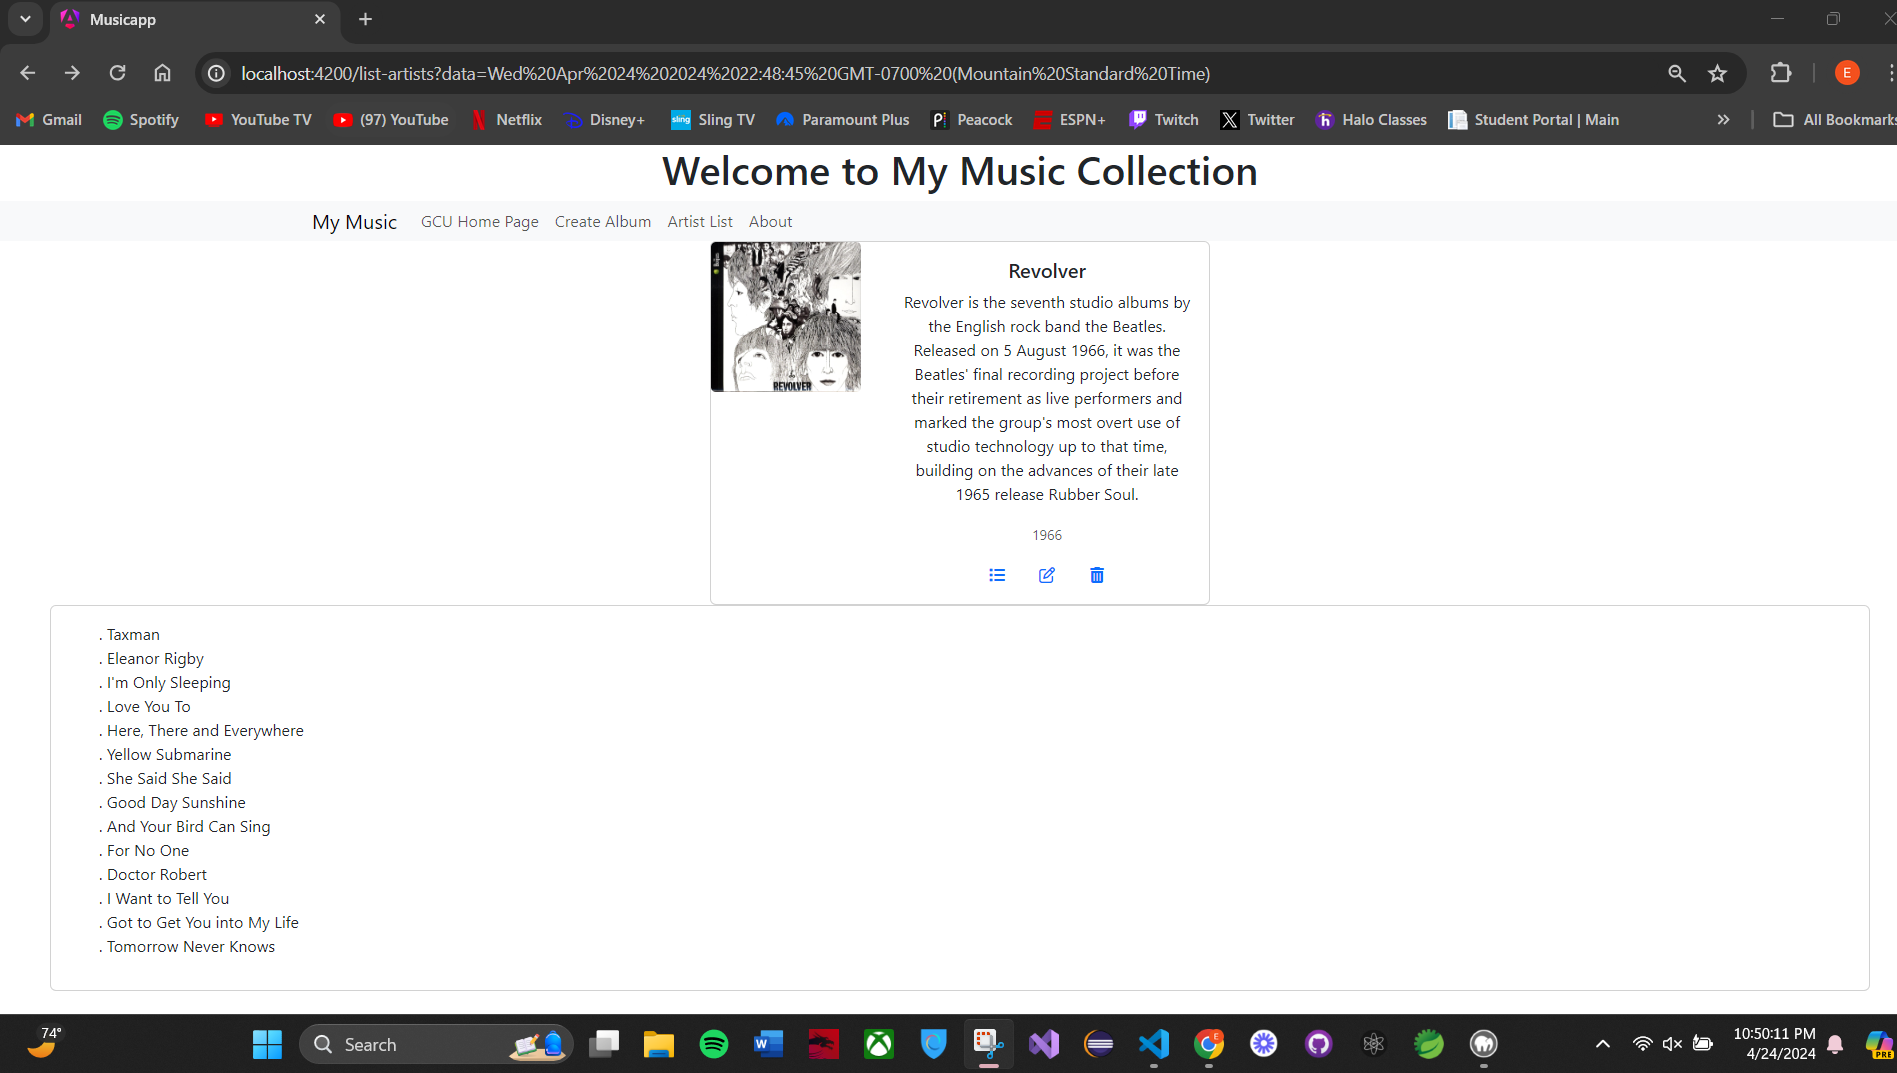 Musicapp
localhost:4200/list-artists?data=Wed%20Apr%2024%202024%2022:48:45%20GMT-0700%20(Mountain%20Standard%20Time)
E
Gmail Spotify YouTube TV (97) YouTube Netflix Disney+ sling Sling TV Paramount Plus Peacock ESPN+ Twitch Twitter Halo Classes Student Portal | Main All Bookmarks
Welcome to My Music Collection
My Music GCU Home Page Create Album Artist List About
REVOLVER
Revolver
Revolver is the seventh studio albums by
the English rock band the Beatles.
Released on 5 August 1966, it was the
Beatles' final recording project before
their retirement as live performers and
marked the group's most overt use of
studio technology up to that time,
building on the advances of their late
1965 release Rubber Soul.
1966
. Taxman
. Eleanor Rigby
. I'm Only Sleeping
. Love You To
. Here, There and Everywhere
. Yellow Submarine
. She Said She Said
. Good Day Sunshine
. And Your Bird Can Sing
. For No One
. Doctor Robert
. I Want to Tell You
. Got to Get You into My Life
. Tomorrow Never Knows
74°
Search
10:50:11 PM
4/24/2024
PRE